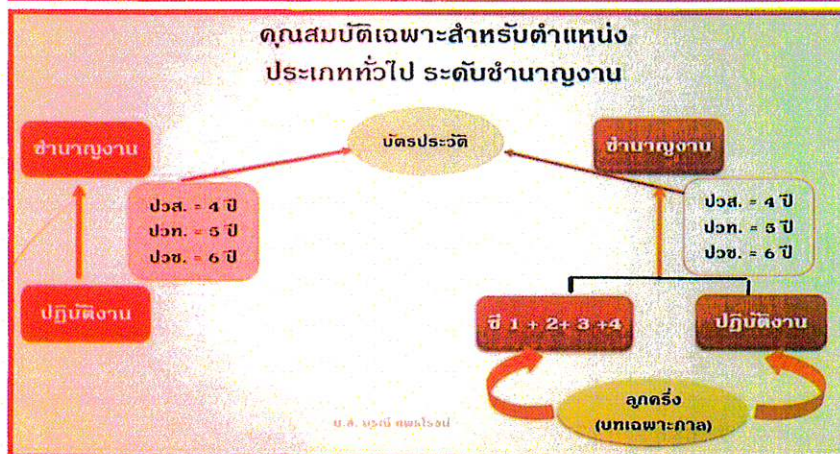 คุณสมบัติเฉพาะสำหรับตำแหน่ง
ประเภททั่วไป ระดับชำนาญงาน
ชำนาญงาน
ปวส. = 4 ปี
ปวท. = 5 ปี
ปวช. = 6 ปี
ปฏิบัติงาน
บัตรประวัติ
ชำนาญงาน
ปวส. = 4 ปี
ปวท. = 5 ปี
ปวช. = 6 ปี
ซี 1 + 2+ 3 +4
ปฏิบัติงาน
ลูกครึ่ง
(บทเฉพาะกาล)